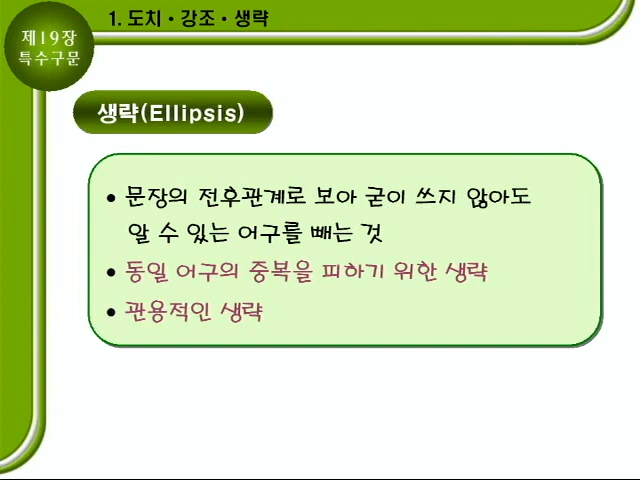 1. 도치·강조·생략
제19장
특수구문
생략(Ellipsis)
• 문장의 전후관계로 보아 굳이 쓰지 않아도
알 수 있는 어구를 빼는 것
• 동일 어구의 중복을 피하기 위한 생략
• 관용적인 생략